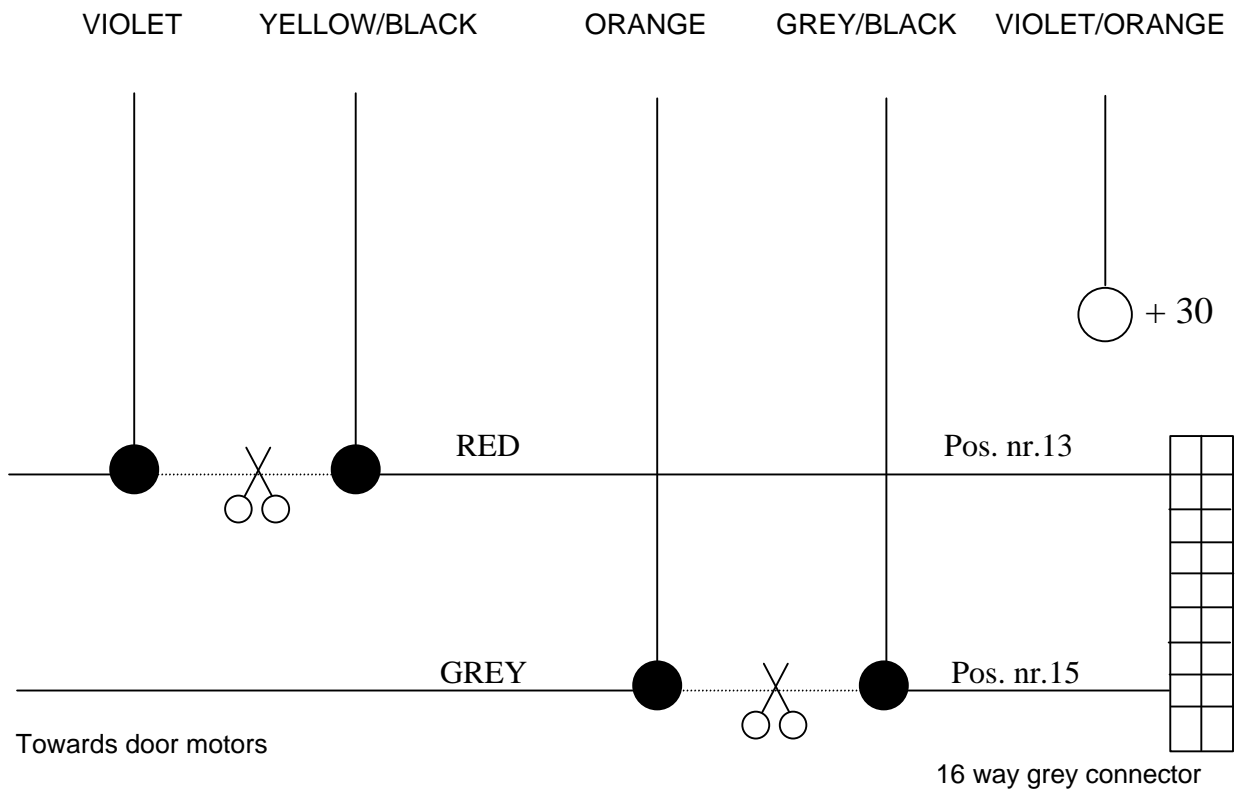 VIOLET YELLOW/BLACK ORANGE GREY/BLACK VIOLET/ORANGE
+ 30
RED Pos. nr.13
GREY Pos. nr.15
Towards door motors
16 way grey connector